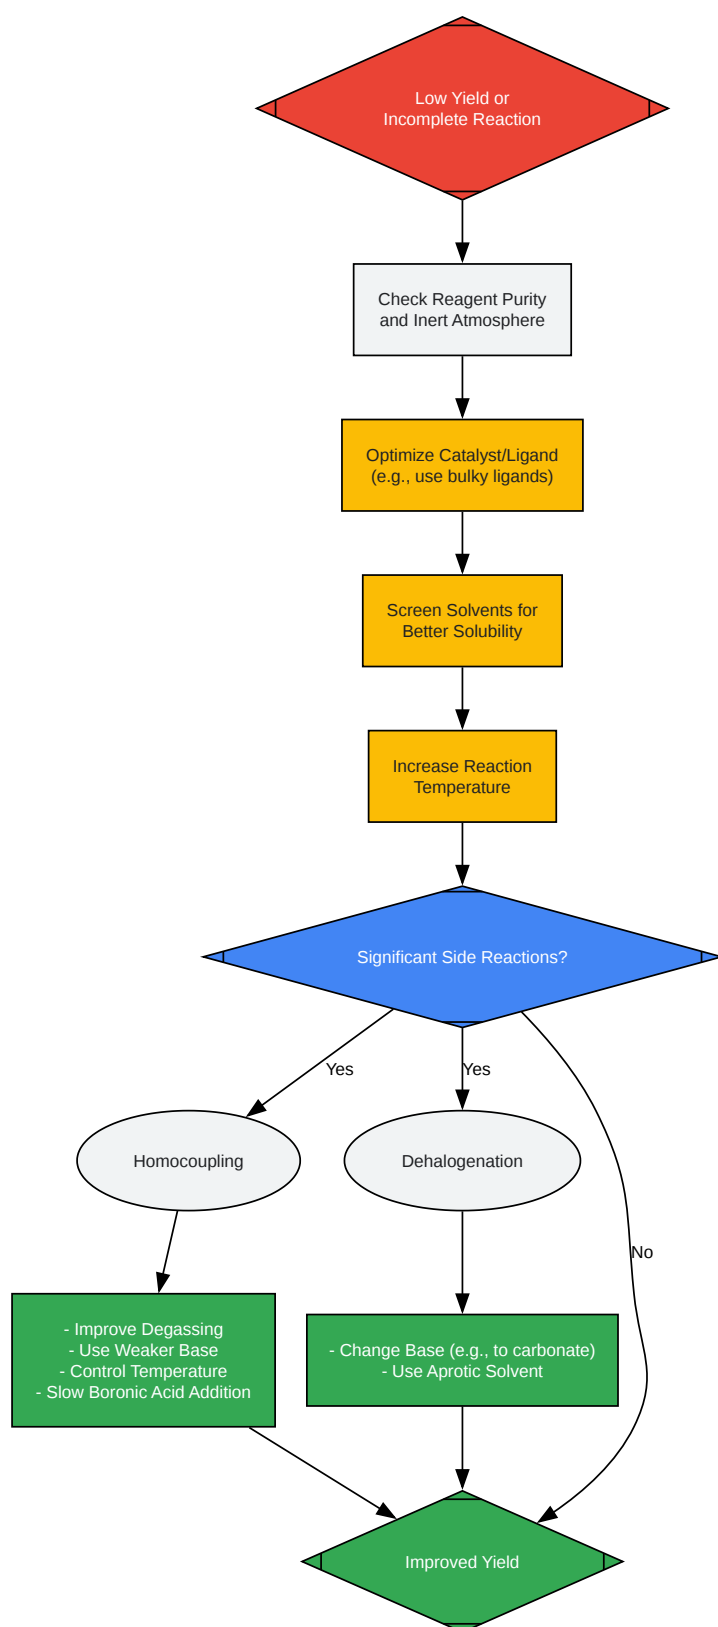 Low Yield or
Incomplete Reaction
Check Reagent Purity
and Inert Atmosphere
Optimize Catalyst/Ligand
(e.g., use bulky ligands)
Screen Solvents for
Better Solubility
Increase Reaction
Temperature
Significant Side Reactions?
Yes
Yes
Homocoupling
Dehalogenation
No
- Improve Degassing
- Use Weaker Base
- Control Temperature
- Slow Boronic Acid Addition
- Change Base (e.g., to carbonate)
- Use Aprotic Solvent
Improved Yield